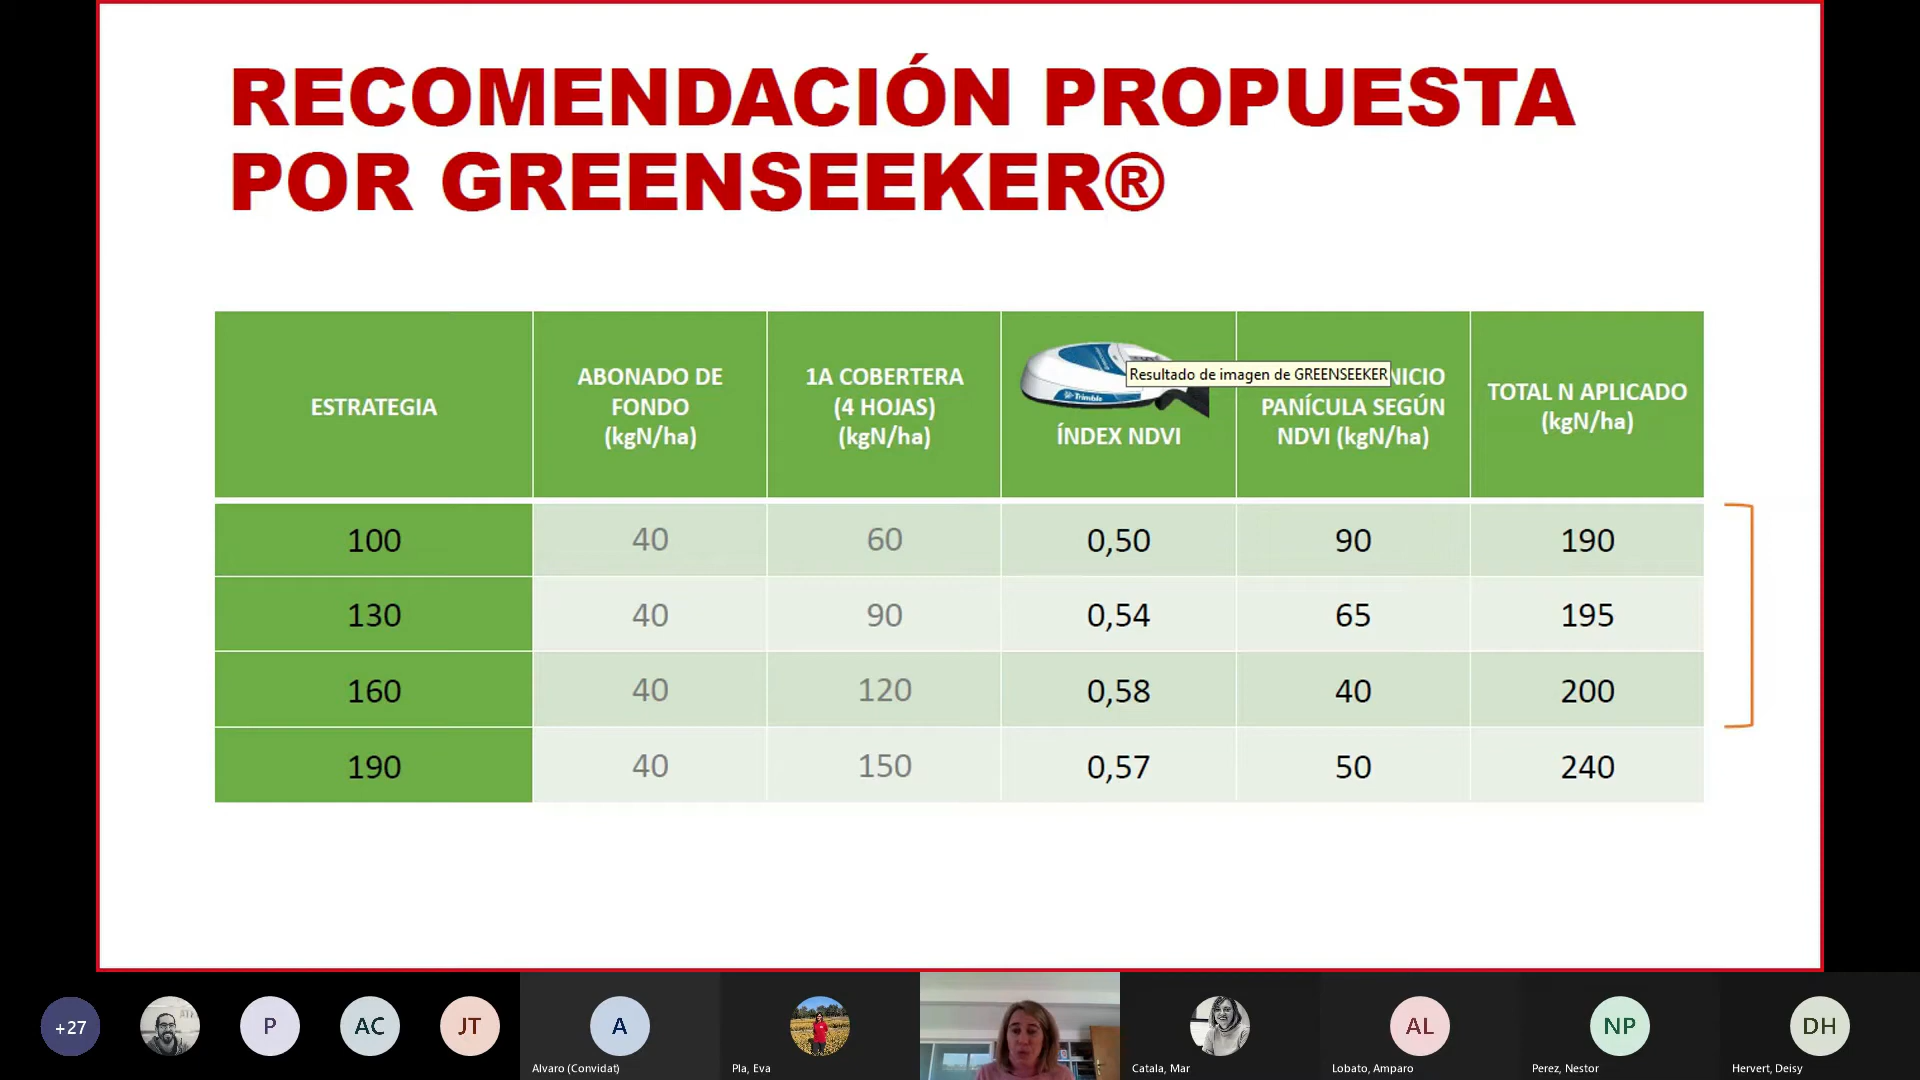 RECOMENDACIÓN PROPUESTA
POR GREENSEEKER®
ESTRATEGIA
ABONADO DE
FONDO
(kgN/ha)
1A COBERTERA
(4 HOJAS)
(kgN/ha)
Trimble
Resultado de imagen de GREENSEEKER
ÍNDEX NDVI
NICIO
PANÍCULA SEGÚN
NDVI (kgN/ha)
TOTAL N APLICADO
(kgN/ha)
100 40 60 0,50 90 190
130 40 90 0,54 65 195
160 40 120 0,58 40 200
190 40 150 0,57 50 240
+27
P
AC
JT
A
AL
NP
DH
Alvaro (Convidat)
Pla, Eva
Catala, Mar
Lobato, Amparo
Perez, Nestor
Hervert, Deisy